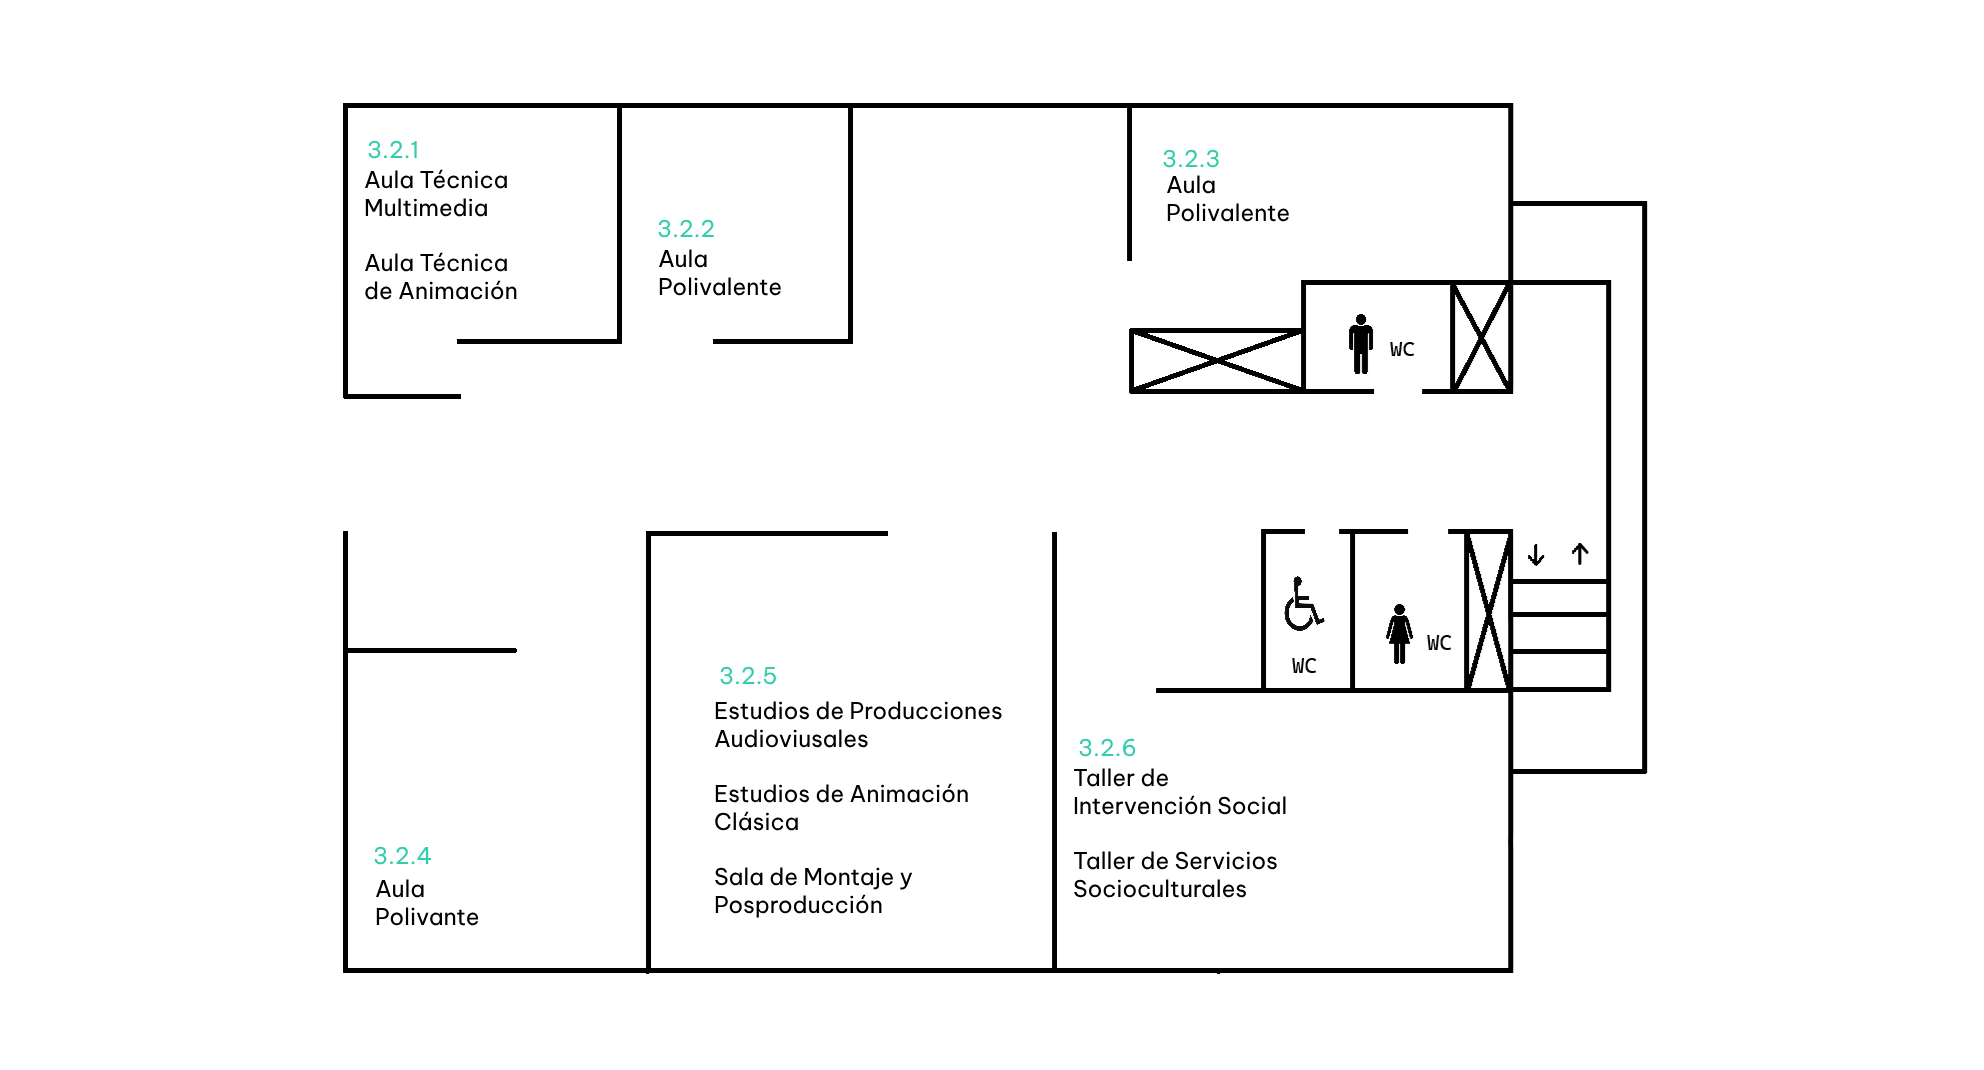 3.2.1
Aula Técnica
Multimedia
Aula Técnica
de Animación
3.2.2
Aula
Polivalente
3.2.3
Aula
Polivalente
WC
WC
WC
3.2.4
Aula
Polivante
3.2.5
Estudios de Producciones
Audioviusales
Estudios de Animación
Clásica
Sala de Montaje y
Posproducción
3.2.6
Taller de
Intervención Social
Taller de Servicios
Socioculturales